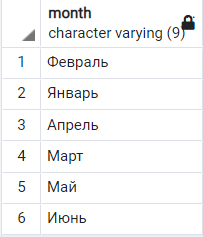 month
character varying (9)
1 Февраль
2 Январь
3 Апрель
4 Март
5 Май
6 Июнь